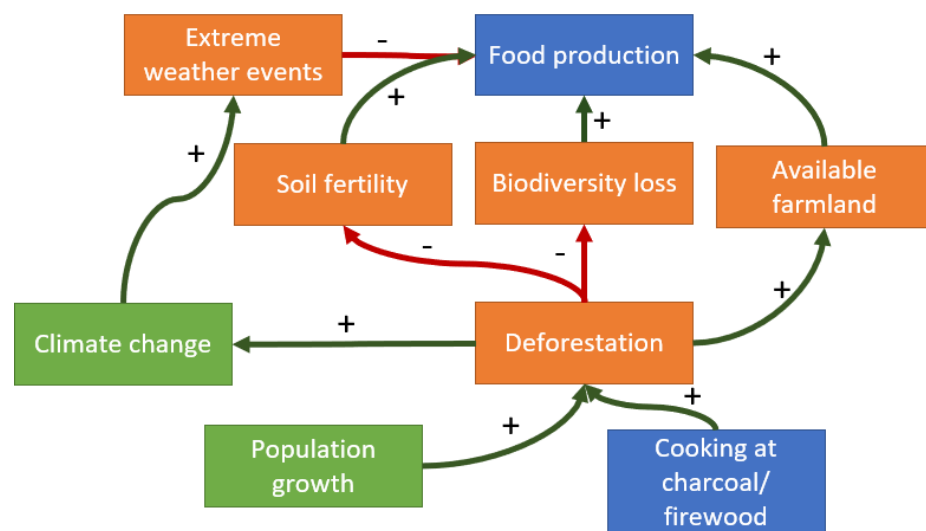 Extreme
weather events
-
Food production
+
+
+
+
Soil fertility
Biodiversity loss
Available
farmland
-
-
+
Climate change
+
Deforestation
+
+
Population
growth
Cooking at
charcoal/
firewood